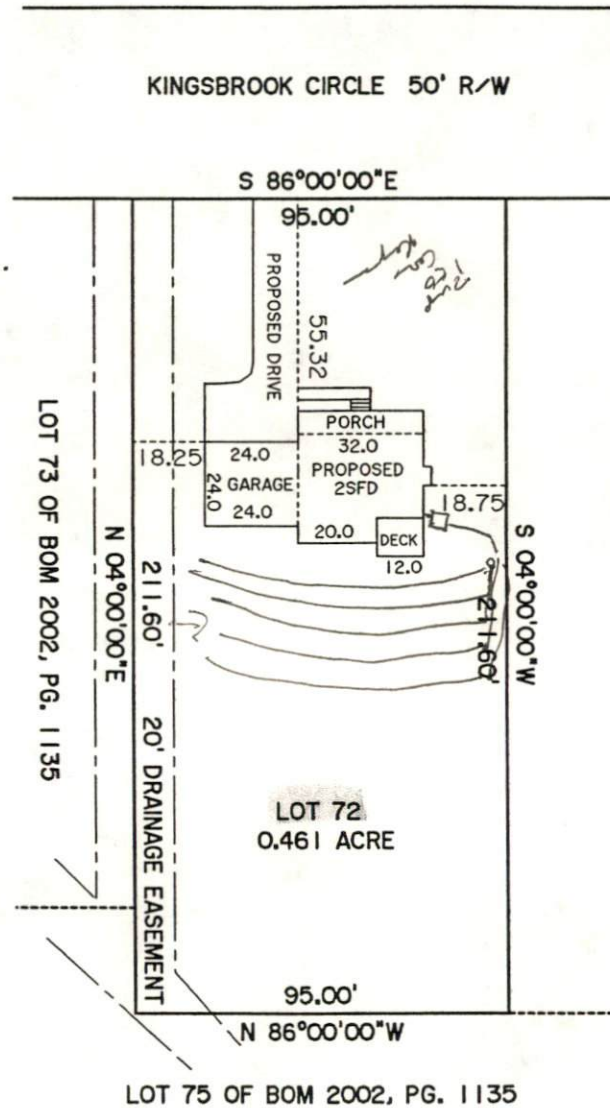 KINGSBROOK CIRCLE 50' R/W
S 86°00'00"E
95.00'
PROPOSED DRIVE
55.32
PORCH
32.0
18.25
24.0
PROPOSED
2SFD
24.0
GARAGE
24.0
18.75
20.0
DECK
12.0
LOT 73 OF BOM 2002, PG. 1135
N 04°00'00"E
211.60'
20' DRAINAGE EASEMENT
S 04°00'00"W
211.60'
LOT 72
0.461 ACRE
95.00'
N 86°00'00"W
LOT 75 OF BOM 2002, PG. 1135